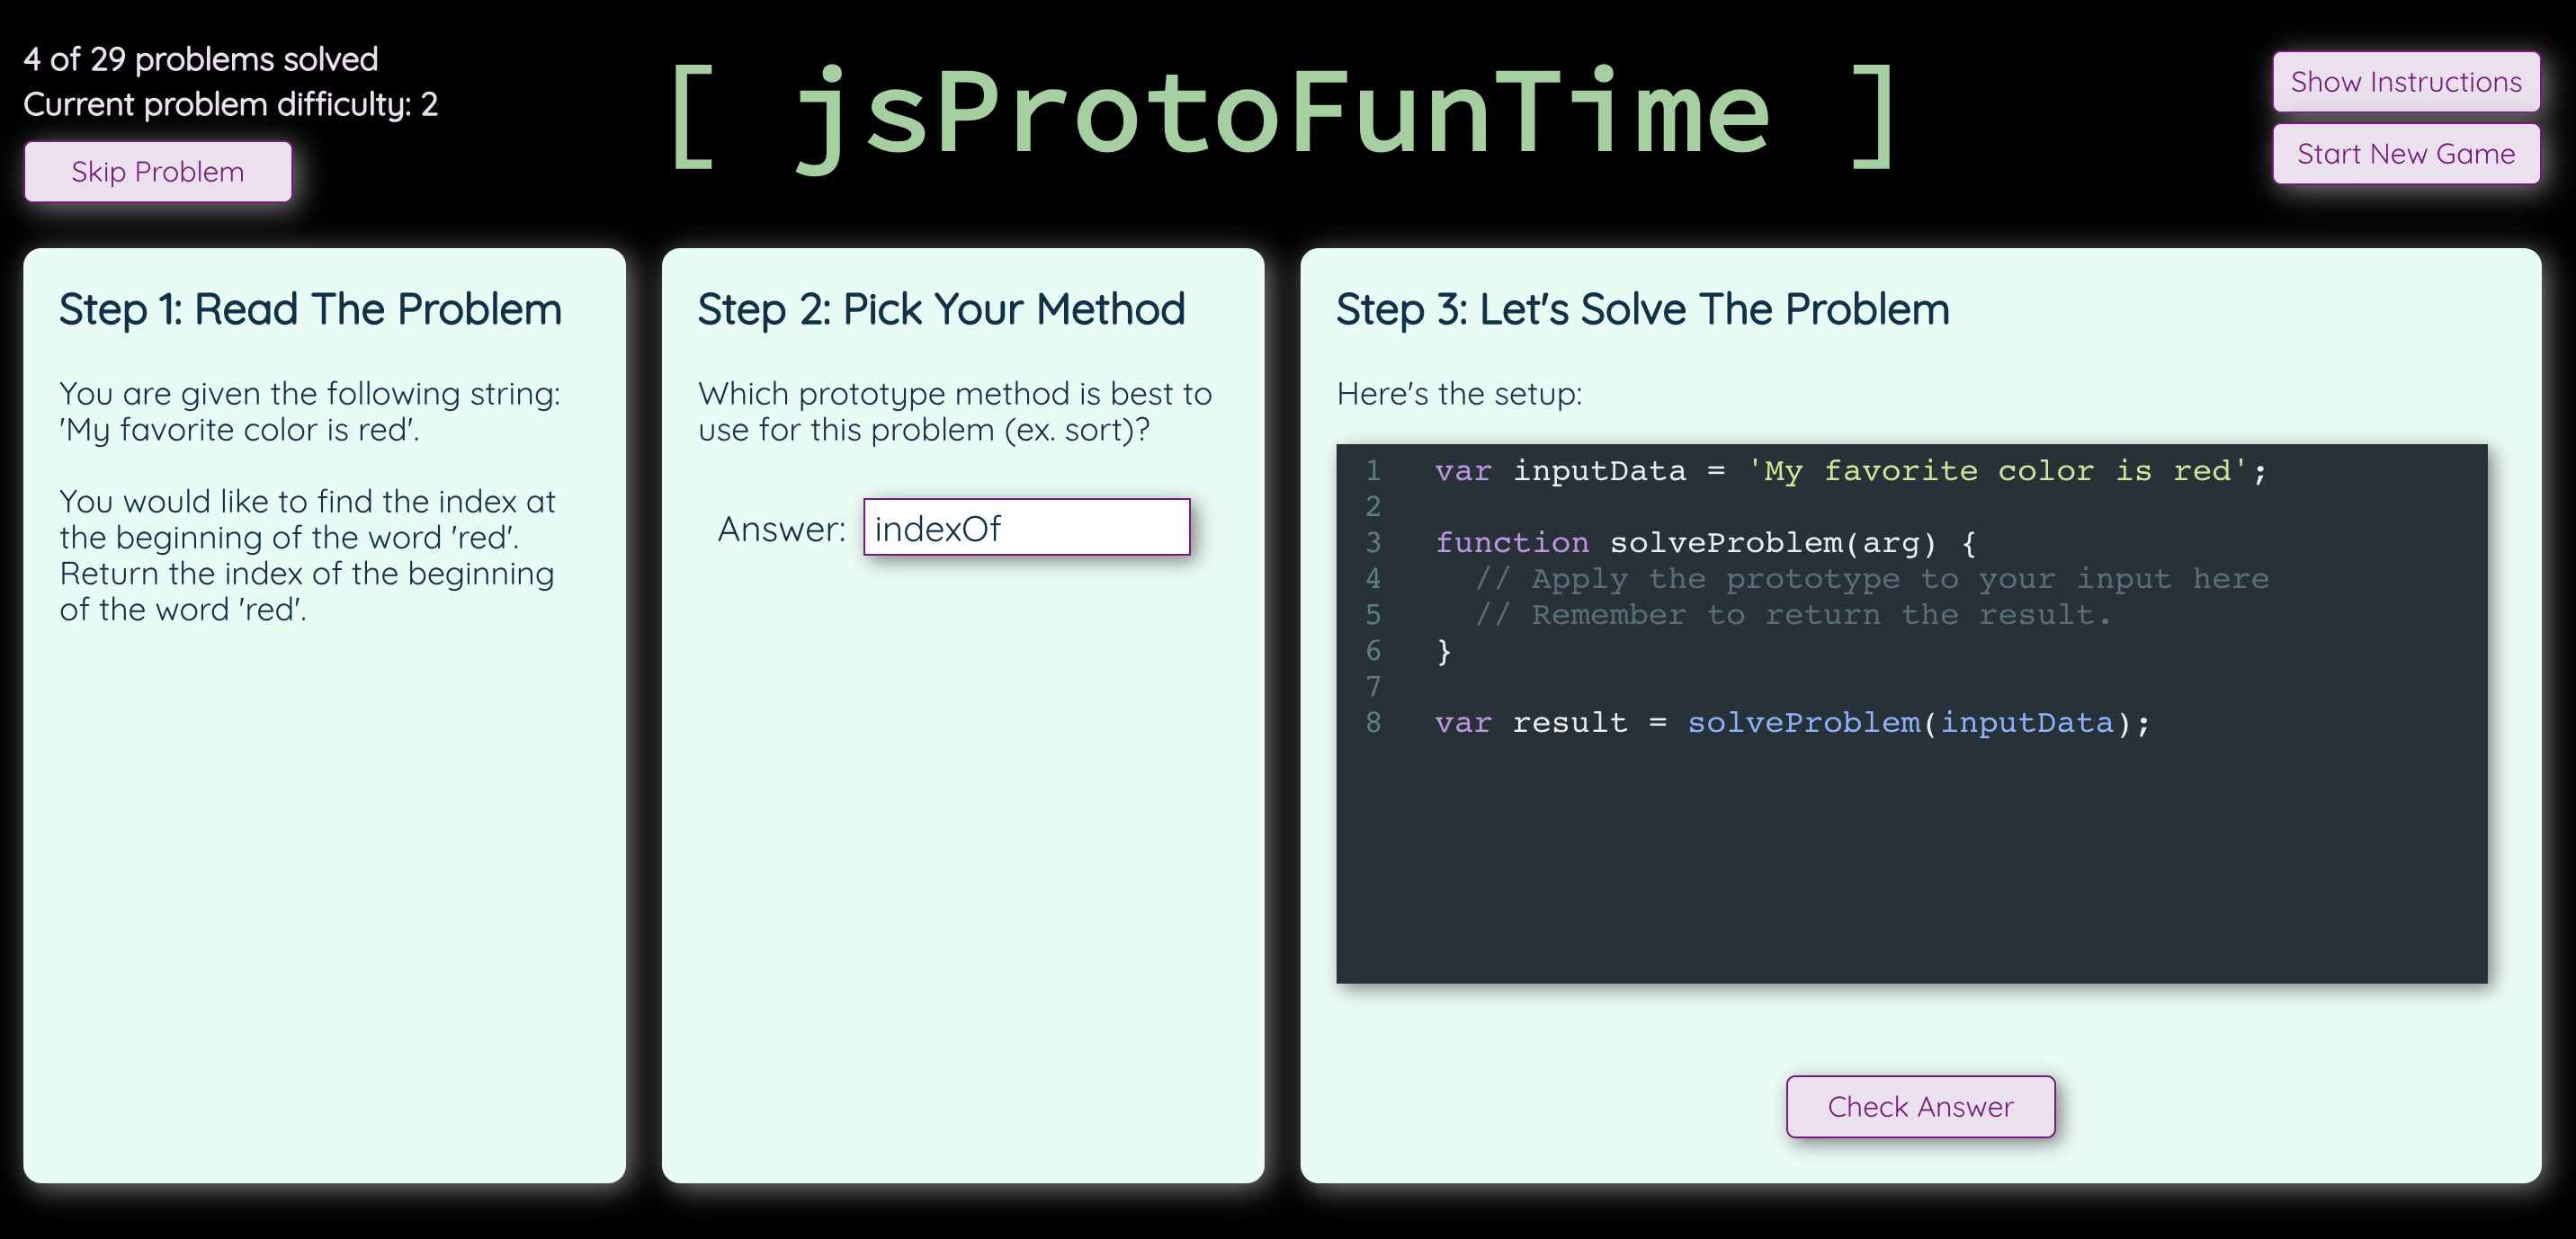 4 of 29 problems solved
Current problem difficulty: 2
Skip Problem
[ jsProtoFunTime ]
Show Instructions
Start New Game
Step 1: Read The Problem
You are given the following string:
'My favorite color is red'.
You would like to find the index at
the beginning of the word 'red'.
Return the index of the beginning
of the word 'red'.
Step 2: Pick Your Method
Which prototype method is best to
use for this problem (ex. sort)?
Answer: indexOf
Step 3: Let's Solve The Problem
Here's the setup:
1 var inputData = 'My favorite color is red';
2
3 function solveProblem(arg) {
4 // Apply the prototype to your input here
5 // Remember to return the result.
6 }
7
8 var result = solveProblem(inputData);
Check Answer